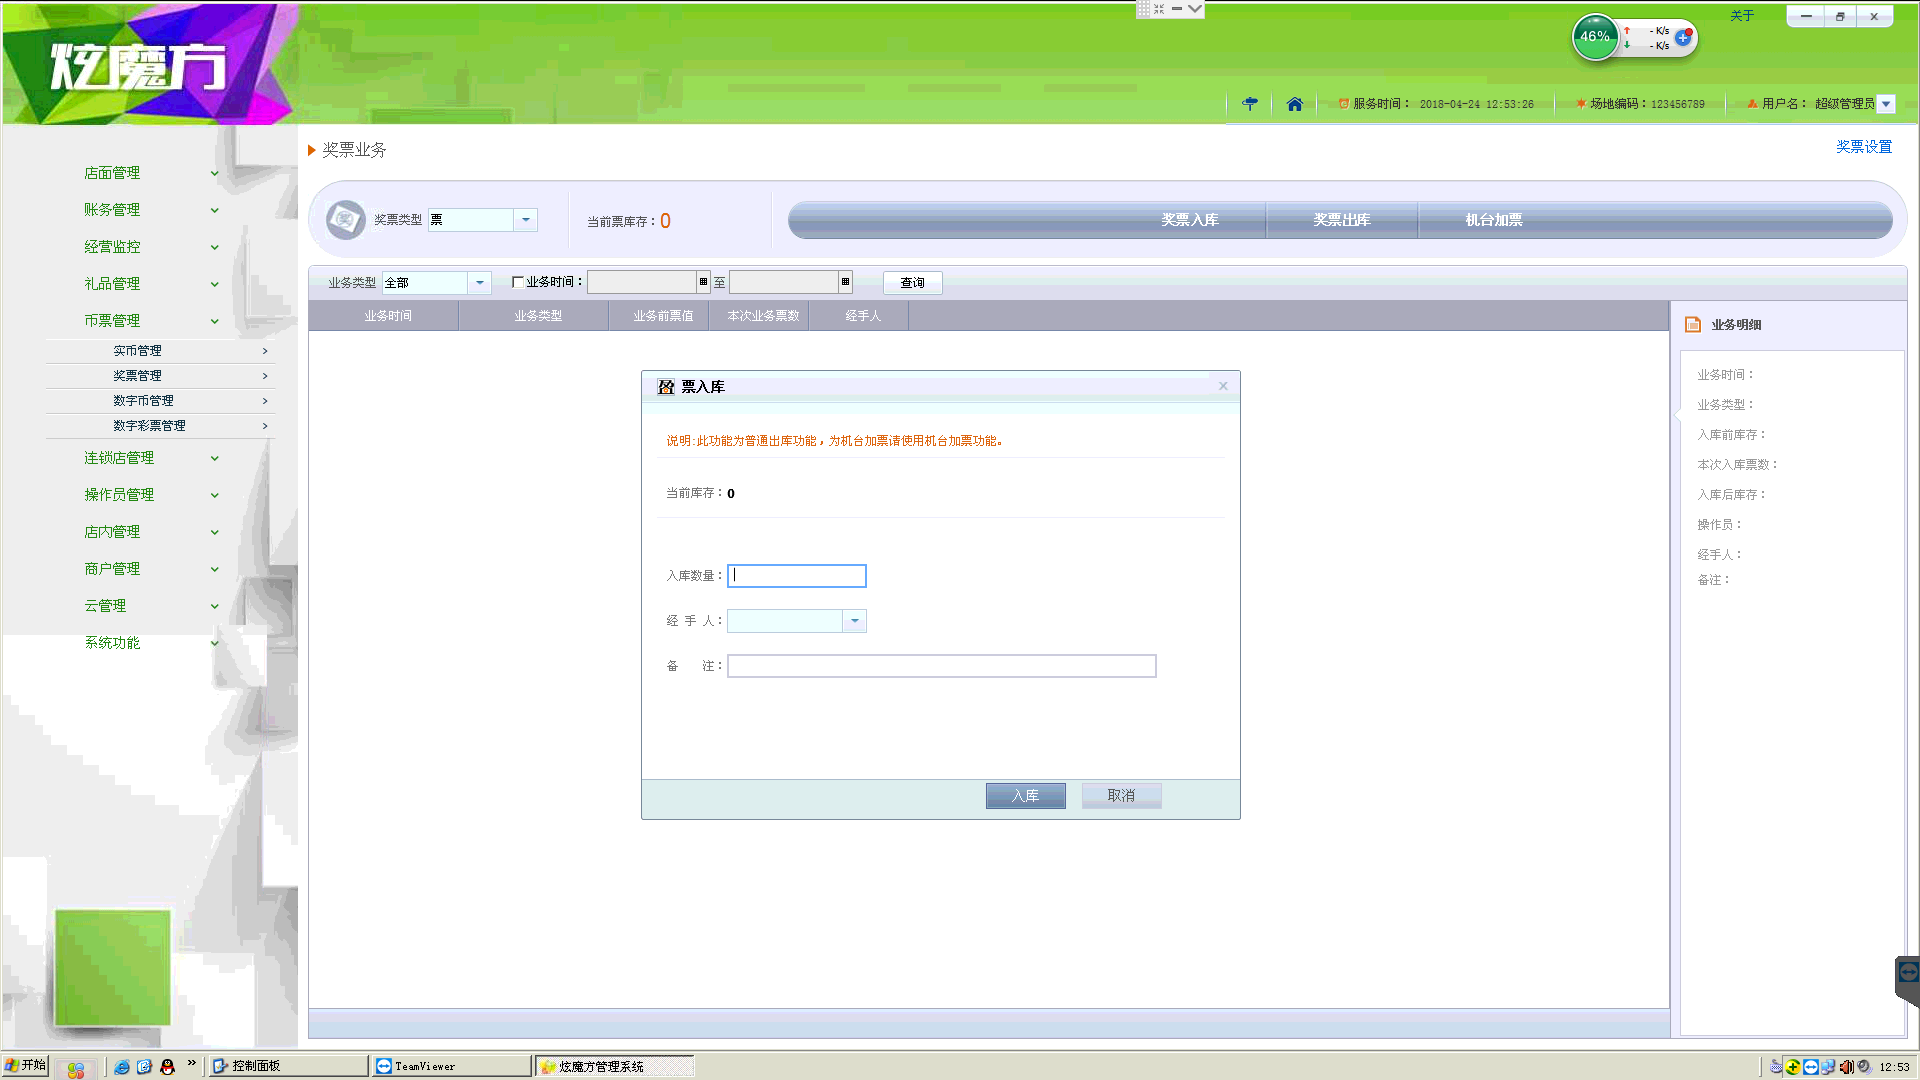 炫魔方
关于
46%
- K/s
- K/s
服务时间： 2018-04-24 12:53:26
场地编码：123456789
用户名： 超级管理员
店面管理
账务管理
经营监控
礼品管理
币票管理
实币管理
奖票管理
数字币管理
数字彩票管理
连锁店管理
操作员管理
店内管理
商户管理
云管理
系统功能
奖票业务
奖票设置
奖票类型 票
当前票库存：0
奖票入库
奖票出库
机台加票
业务类型 全部
业务时间：
至
查询
业务时间
业务类型
业务前票值
本次业务票数
经手人
业务明细
业务时间：
业务类型：
入库前库存：
本次入库票数：
入库后库存：
操作员：
经手人：
备注：
票入库
说明:此功能为普通出库功能，为机台加票请使用机台加票功能。
当前库存：0
入库数量：
经 手 人：
备 注：
入库
取消
开始
控制面板
TeamViewer
炫魔方管理系统
12:53